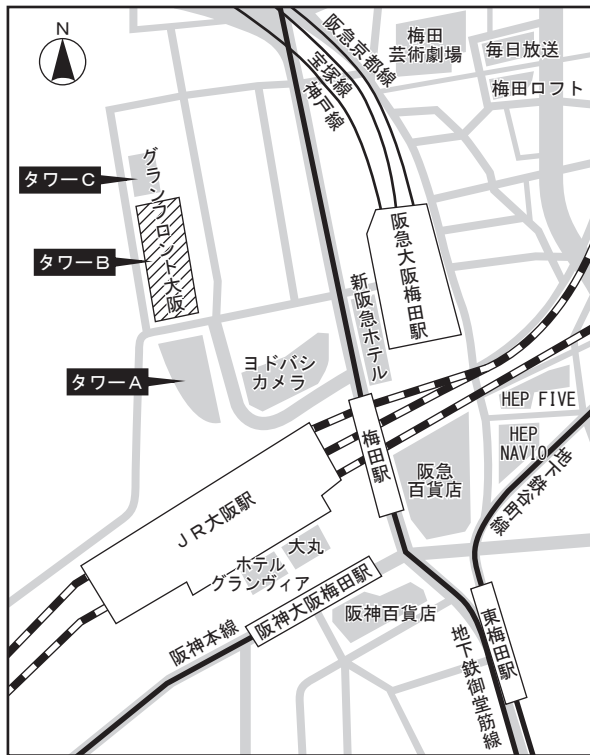 N
阪急京都線
宝塚線
神戸線
梅田
芸術劇場
毎日放送
梅田ロフト
タワーC
グランフロント大阪
タワーB
阪急大阪梅田駅
新阪急ホテル
タワーA
ヨドバシ
カメラ
HEP FIVE
HEP
NAVIO
梅田駅
阪急
百貨店
地下鉄谷町線
JR大阪駅
大丸
ホテル
グランヴィア
阪神大阪梅田駅
阪神百貨店
阪神本線
東梅田駅
地下鉄御堂筋線